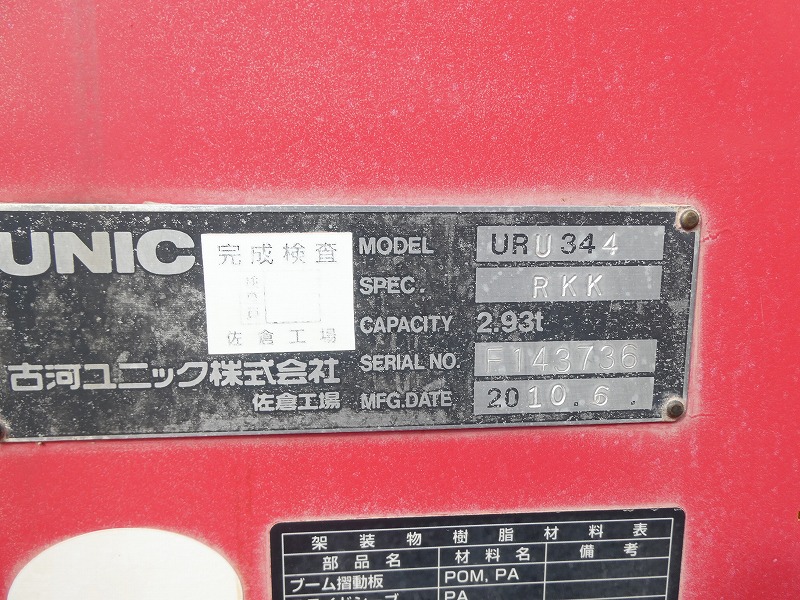 UNIC
完成検査
佐倉工場
古河ユニック株式会社
佐倉工場
MODEL URU344
SPEC. RKK
CAPACITY 2.93t
SERIAL NO. F143736
MFG.DATE 2010.6.
架装物樹脂材料表
部品名 材料名 備考
ブーム摺動板 POM, PA
PA